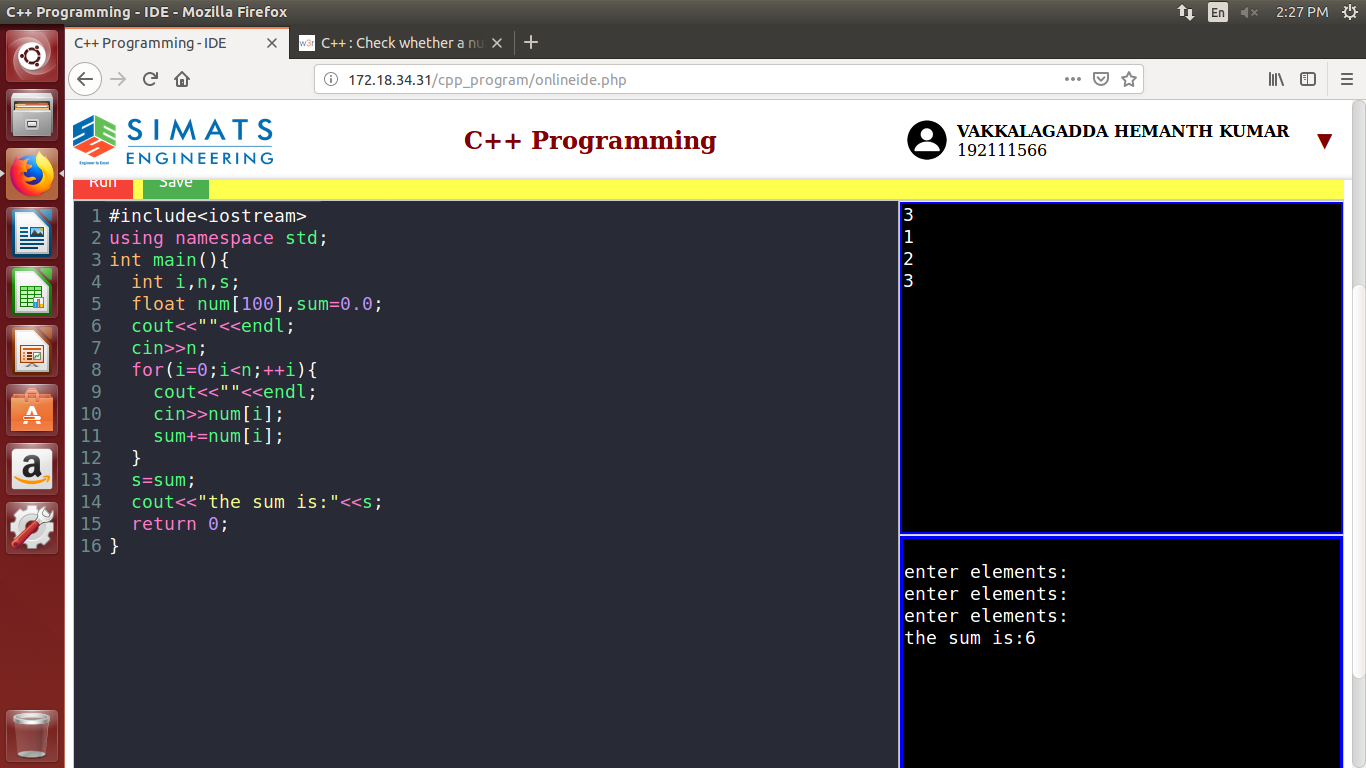 C++ Programming - IDE - Mozilla Firefox
En
2:27 PM
C++ Programming - IDE
w3r
C++ : Check whether a nu
172.18.34.31/cpp_program/onlineide.php
SIMATS
ENGINEERING
Engineer to Excel
C++ Programming
VAKKALAGADDA HEMANTH KUMAR
192111566
Run
Save
1 #include<iostream>
2 using namespace std;
3 int main(){
4 int i,n,s;
5 float num[100],sum=0.0;
6 cout<<""<<endl;
7 cin>>n;
8 for(i=0;i<n;++i){
9 cout<<""<<endl;
10 cin>>num[i];
11 sum+=num[i];
12 }
13 s=sum;
14 cout<<"the sum is:"<<s;
15 return 0;
16 }
3
1
2
3
enter elements:
enter elements:
enter elements:
the sum is:6